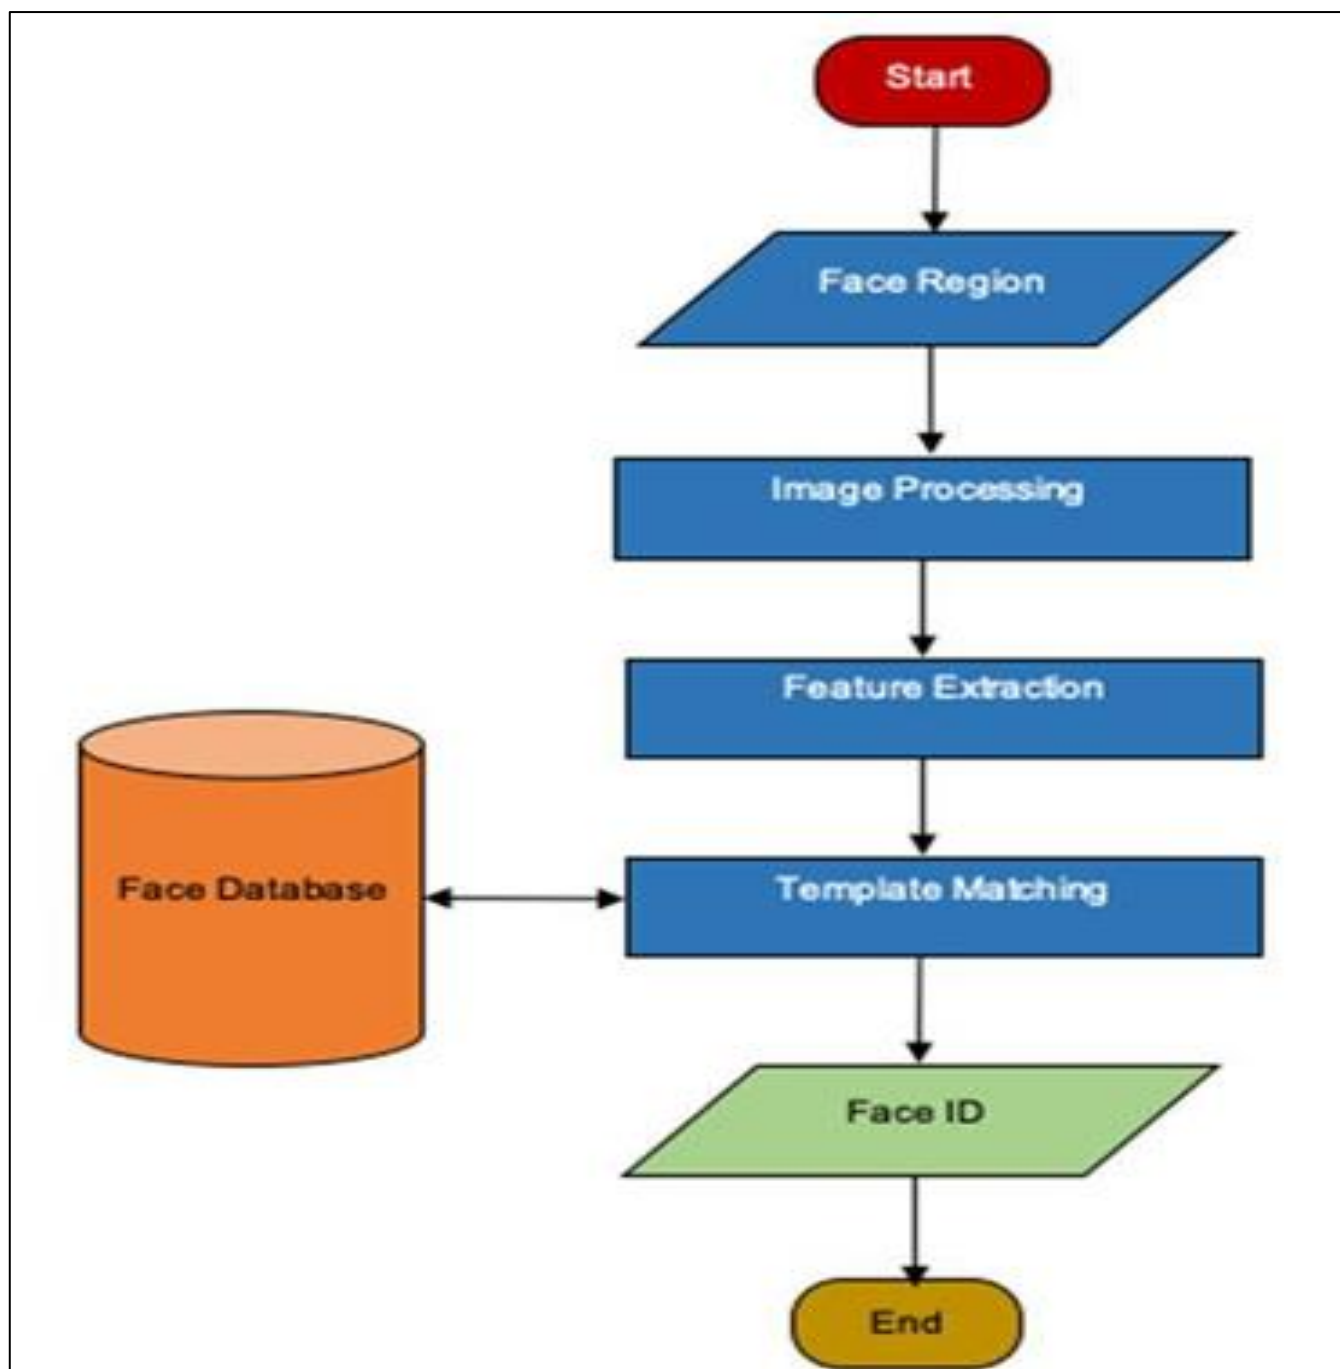 Start
Face Region
Image Processing
Feature Extraction
Face Database
Template Matching
Face ID
End